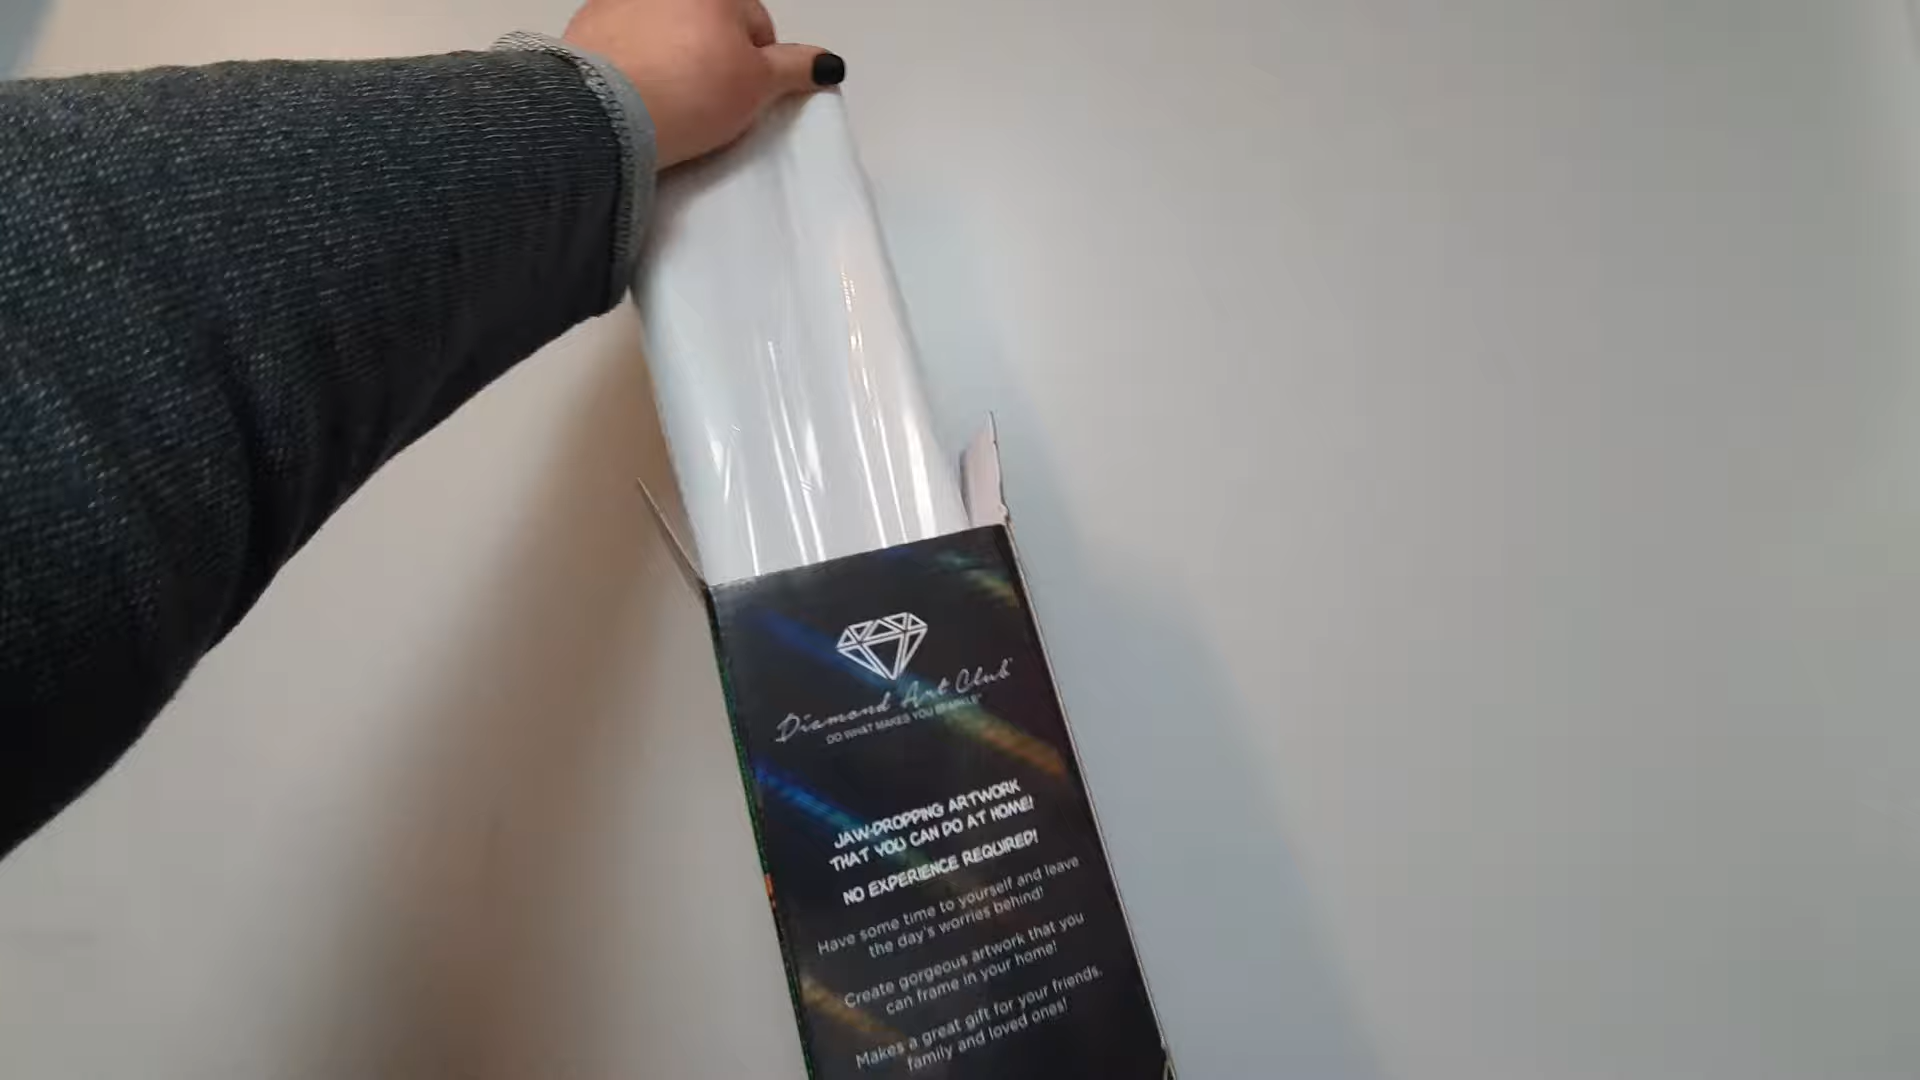 Diamond Art Club®
DO WHAT MAKES YOU SPARKLE®
JAW-DROPPING ARTWORK
THAT YOU CAN DO AT HOME!
NO EXPERIENCE REQUIRED!
Have some time to yourself and leave
the day's worries behind!
Create gorgeous artwork that you
can frame in your home!
Makes a great gift for your friends,
family and loved ones!